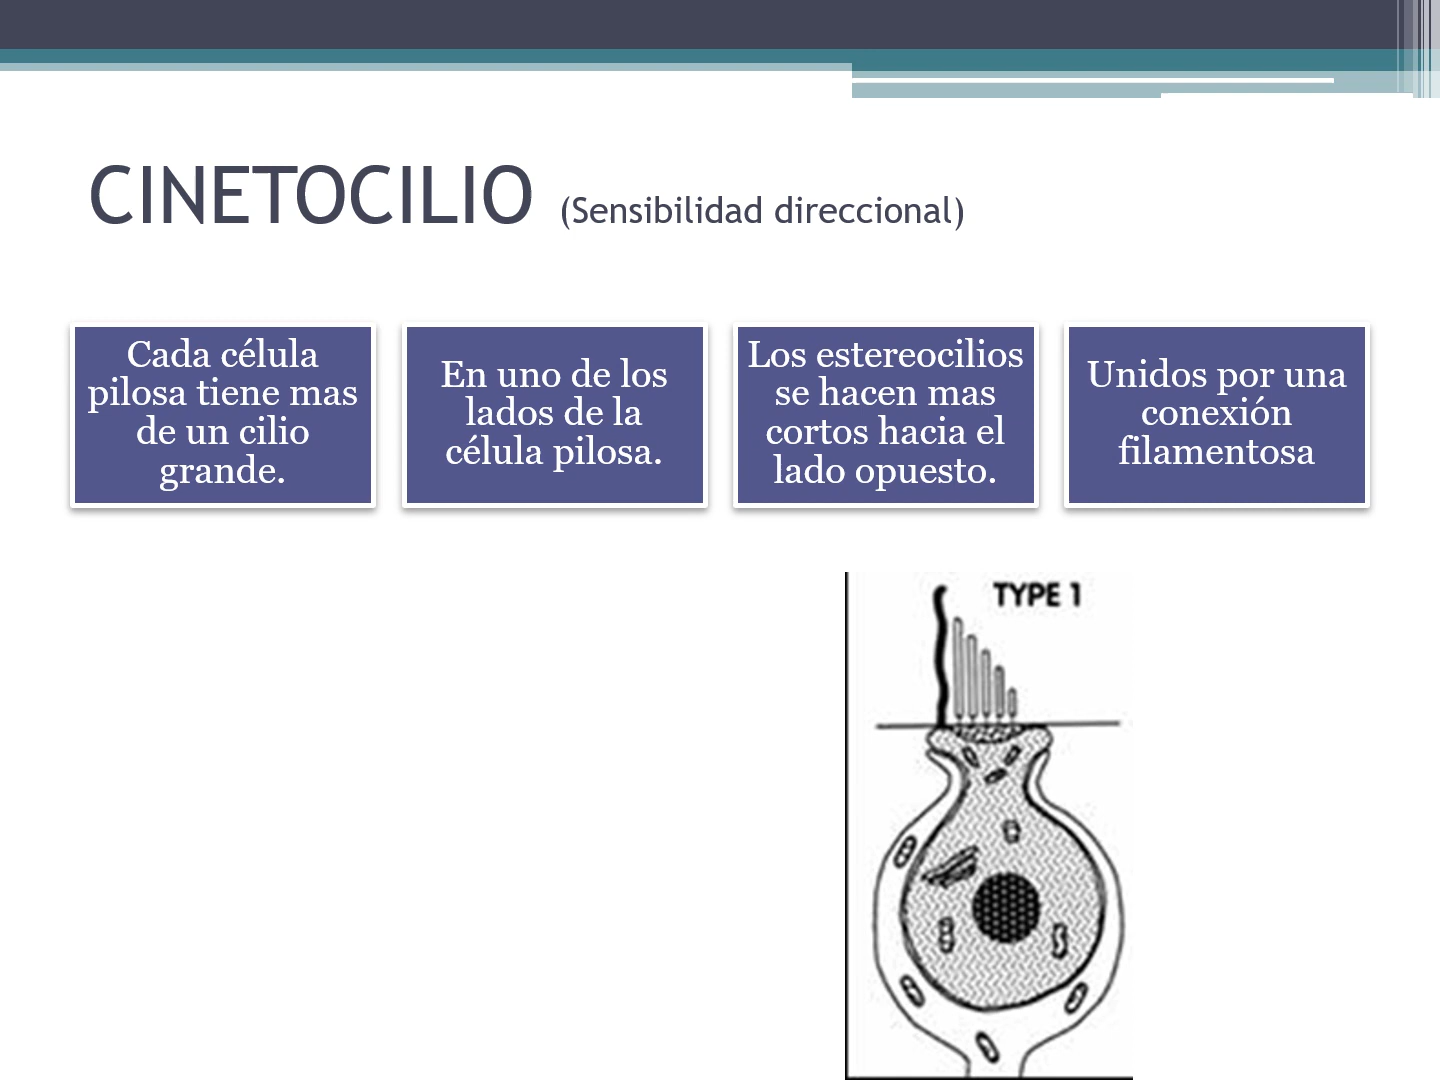 CINETOCILIO (Sensibilidad direccional)
Cada célula
pilosa tiene mas
de un cilio
grande.
En uno de los
lados de la
célula pilosa.
Los estereocilios
se hacen mas
cortos hacia el
lado opuesto.
Unidos por una
conexión
filamentosa
TYPE 1